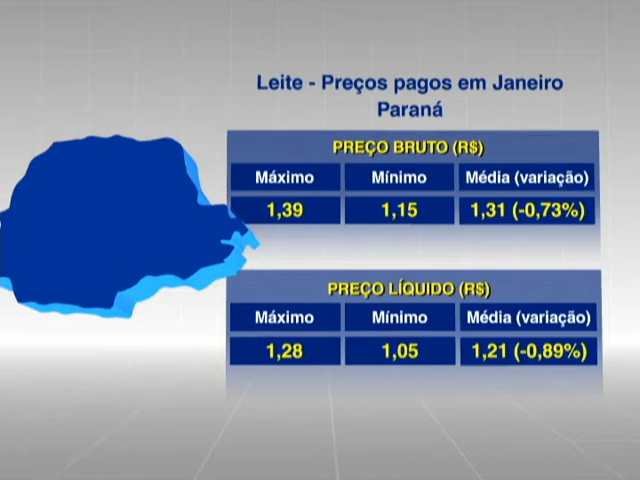 Leite - Preços pagos em Janeiro
Paraná
PREÇO BRUTO (R$)
Máximo Mínimo Média (variação)
1,39 1,15 1,31 (-0,73%)
PREÇO LÍQUIDO (R$)
Máximo Mínimo Média (variação)
1,28 1,05 1,21 (-0,89%)